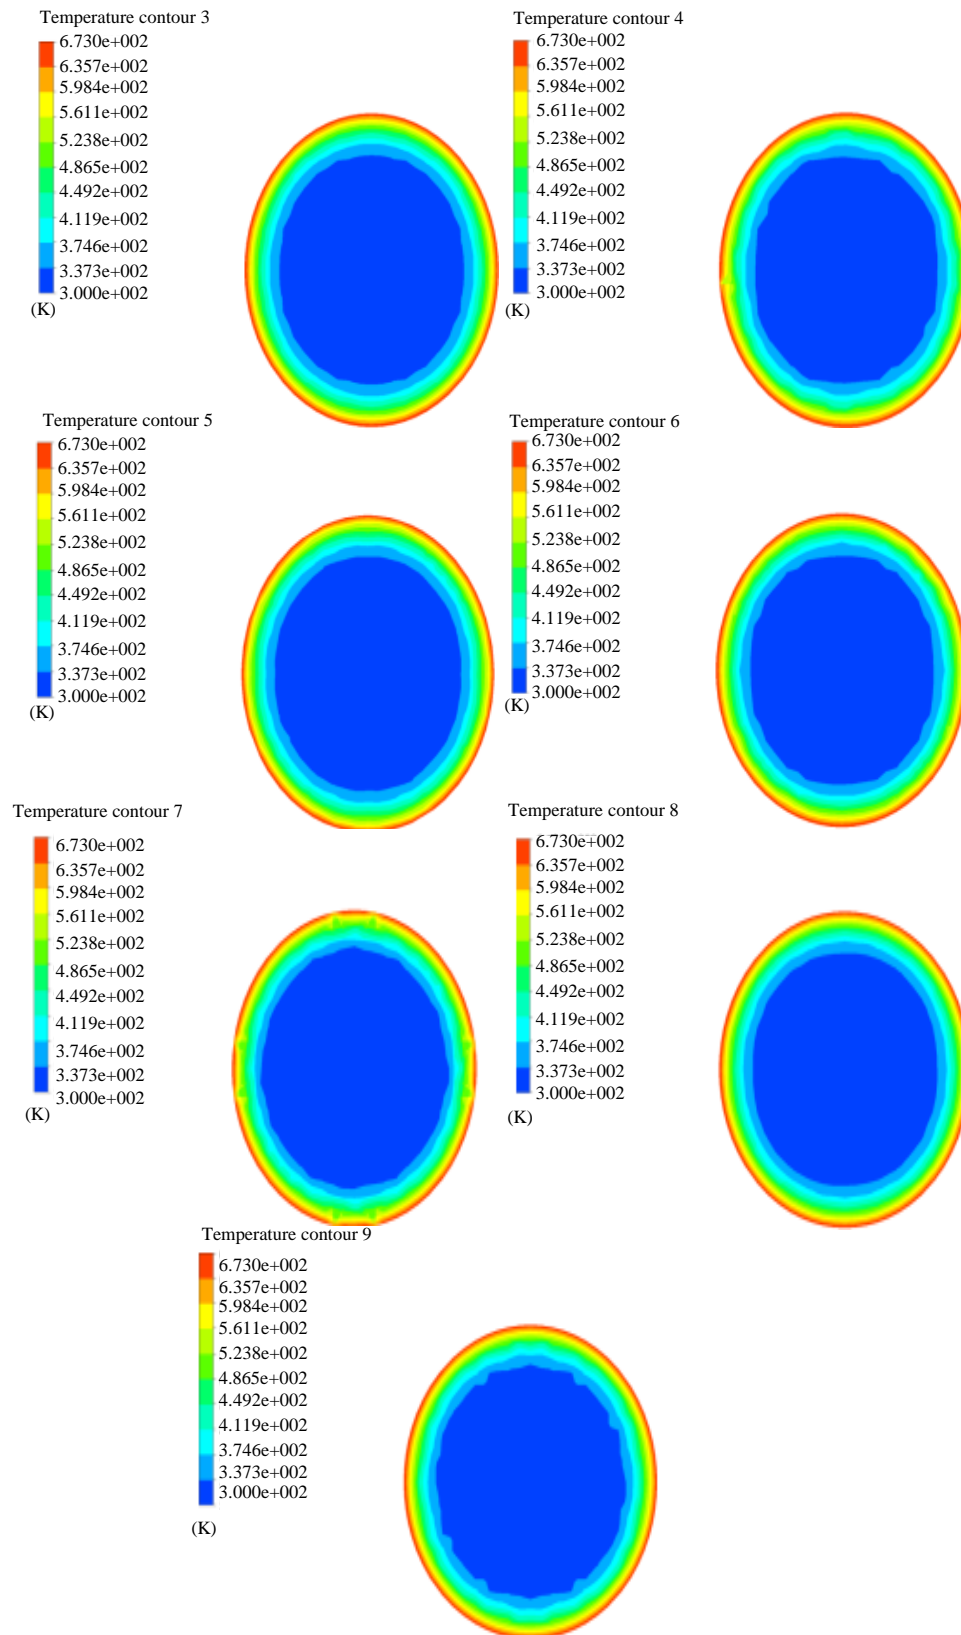 Temperature contour 3
6.730e+002
6.357e+002
5.984e+002
5.611e+002
5.238e+002
4.865e+002
4.492e+002
4.119e+002
3.746e+002
3.373e+002
3.000e+002
(K)
Temperature contour 4
6.730e+002
6.357e+002
5.984e+002
5.611e+002
5.238e+002
4.865e+002
4.492e+002
4.119e+002
3.746e+002
3.373e+002
3.000e+002
(K)
Temperature contour 5
6.730e+002
6.357e+002
5.984e+002
5.611e+002
5.238e+002
4.865e+002
4.492e+002
4.119e+002
3.746e+002
3.373e+002
3.000e+002
(K)
Temperature contour 6
6.730e+002
6.357e+002
5.984e+002
5.611e+002
5.238e+002
4.865e+002
4.492e+002
4.119e+002
3.746e+002
3.373e+002
3.000e+002
(K)
Temperature contour 7
6.730e+002
6.357e+002
5.984e+002
5.611e+002
5.238e+002
4.865e+002
4.492e+002
4.119e+002
3.746e+002
3.373e+002
3.000e+002
(K)
Temperature contour 8
6.730e+002
6.357e+002
5.984e+002
5.611e+002
5.238e+002
4.865e+002
4.492e+002
4.119e+002
3.746e+002
3.373e+002
3.000e+002
(K)
Temperature contour 9
6.730e+002
6.357e+002
5.984e+002
5.611e+002
5.238e+002
4.865e+002
4.492e+002
4.119e+002
3.746e+002
3.373e+002
3.000e+002
(K)